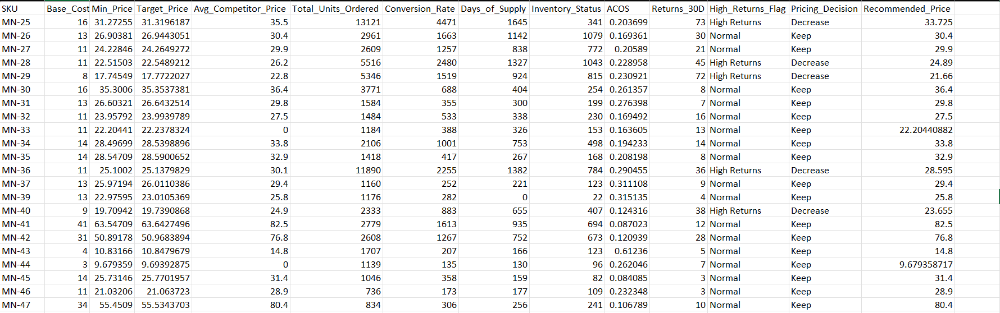 SKU Base_Cost Min_Price Target_Price Avg_Competitor_Price Total_Units_Ordered Conversion_Rate Days_of_Supply Inventory_Status ACOS Returns_30D High_Returns_Flag Pricing_Decision Recommended_Price
MN-25 16 31.27255 31.3196187 35.5 13121 4471 1645 341 0.203699 73 High Returns Decrease 33.725
MN-26 13 26.90381 26.9443051 30.4 2961 1663 1142 1079 0.169361 30 Normal Keep 30.4
MN-27 11 24.22846 24.2649272 29.9 2609 1257 838 772 0.20589 21 Normal Keep 29.9
MN-28 11 22.51503 22.5489212 26.2 5516 2480 1327 1043 0.228958 45 High Returns Decrease 24.89
MN-29 8 17.74549 17.7722027 22.8 5346 1519 924 815 0.230921 72 High Returns Decrease 21.66
MN-30 16 35.3006 35.3537381 36.4 3771 688 404 254 0.261357 8 Normal Keep 36.4
MN-31 13 26.60321 26.6432514 29.8 1584 355 300 199 0.276398 7 Normal Keep 29.8
MN-32 11 23.95792 23.9939789 27.5 1484 533 338 230 0.169492 16 Normal Keep 27.5
MN-33 11 22.20441 22.2378324 0 1184 388 326 153 0.163605 13 Normal Keep 22.20440882
MN-34 14 28.49699 28.5398896 33.8 2106 1001 753 498 0.194233 14 Normal Keep 33.8
MN-35 14 28.54709 28.5900652 32.9 1418 417 267 168 0.208198 8 Normal Keep 32.9
MN-36 11 25.1002 25.1379829 30.1 11890 2255 1382 784 0.290455 36 High Returns Decrease 28.595
MN-37 13 25.97194 26.0110386 29.4 1160 252 221 123 0.311108 9 Normal Keep 29.4
MN-39 13 22.97595 23.0105369 25.8 1176 282 0 22 0.315135 4 Normal Keep 25.8
MN-40 9 19.70942 19.7390868 24.9 2333 883 655 407 0.124316 38 High Returns Decrease 23.655
MN-41 41 63.54709 63.6427496 82.5 2779 1613 935 694 0.087023 12 Normal Keep 82.5
MN-42 31 50.89178 50.9683894 76.8 2608 1267 752 673 0.120939 28 Normal Keep 76.8
MN-43 4 10.83166 10.8479679 14.8 1707 207 166 123 0.61236 5 Normal Keep 14.8
MN-44 3 9.679359 9.69392875 0 1139 135 130 96 0.262046 7 Normal Keep 9.679358717
MN-45 14 25.73146 25.7701957 31.4 1046 358 159 82 0.084085 3 Normal Keep 31.4
MN-46 11 21.03206 21.063723 28.9 736 173 177 109 0.232348 3 Normal Keep 28.9
MN-47 34 55.4509 55.5343703 80.4 834 306 256 241 0.106789 10 Normal Keep 80.4